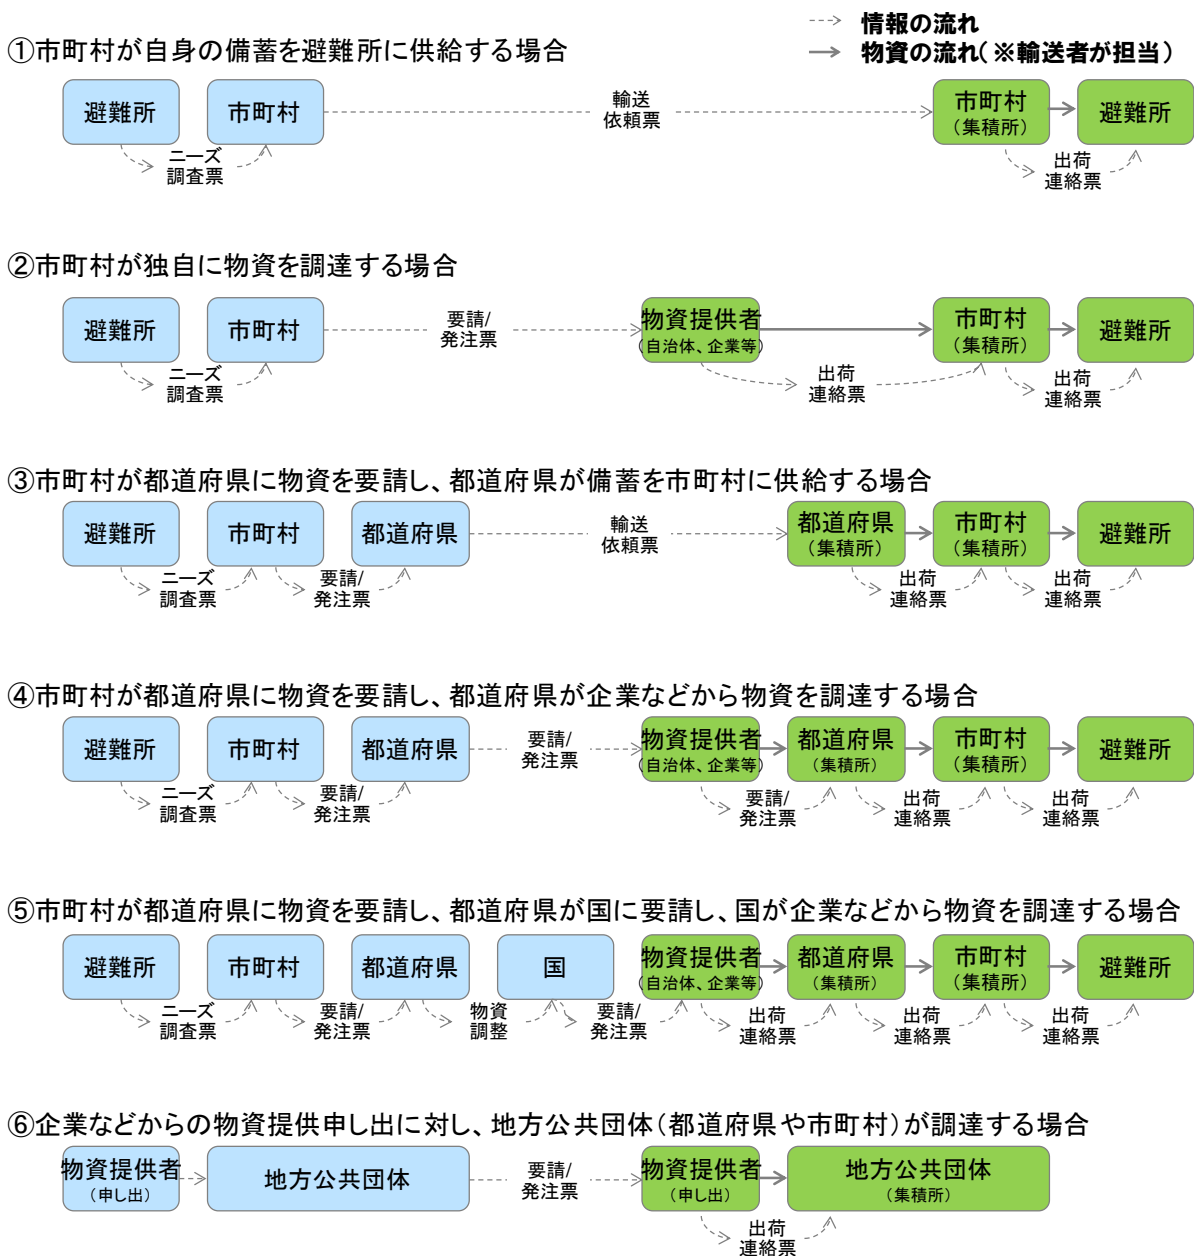 情報の流れ
物資の流れ(※輸送者が担当)
①市町村が自身の備蓄を避難所に供給する場合
避難所
市町村
輸送
依頼票
市町村
(集積所)
避難所
ニーズ
調査票
出荷
連絡票
②市町村が独自に物資を調達する場合
避難所
市町村
要請/
発注票
物資提供者
(自治体、企業等)
市町村
(集積所)
避難所
ニーズ
調査票
出荷
連絡票
出荷
連絡票
③市町村が都道府県に物資を要請し、都道府県が備蓄を市町村に供給する場合
避難所
市町村
都道府県
輸送
依頼票
都道府県
(集積所)
市町村
(集積所)
避難所
ニーズ
調査票
要請/
発注票
出荷
連絡票
出荷
連絡票
④市町村が都道府県に物資を要請し、都道府県が企業などから物資を調達する場合
避難所
市町村
都道府県
要請/
発注票
物資提供者
(自治体、企業等)
都道府県
(集積所)
市町村
(集積所)
避難所
ニーズ
調査票
要請/
発注票
要請/
発注票
出荷
連絡票
出荷
連絡票
⑤市町村が都道府県に物資を要請し、都道府県が国に要請し、国が企業などから物資を調達する場合
避難所
市町村
都道府県
国
物資提供者
(自治体、企業等)
都道府県
(集積所)
市町村
(集積所)
避難所
ニーズ
調査票
要請/
発注票
物資
調整
要請/
発注票
出荷
連絡票
出荷
連絡票
出荷
連絡票
⑥企業などからの物資提供申し出に対し、地方公共団体(都道府県や市町村)が調達する場合
物資提供者
(申し出)
地方公共団体
要請/
発注票
物資提供者
(申し出)
地方公共団体
(集積所)
出荷
連絡票